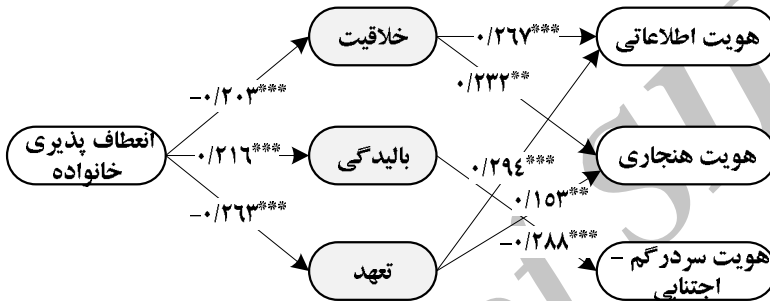 خلاقیت
۰/۲۶۷***
هویت اطلاعاتی
۰/۲۳۲**
−۰/۲۰۳***
انعطاف پذیری
خانواده
۰/۲۱۶***
بالیدگی
۰/۲۹٤***
هویت هنجاری
۰/۱۵۳**
−۰/۲۶۳***
−۰/۲۸۸***
تعهد
هویت سردرگم –
اجتنابی